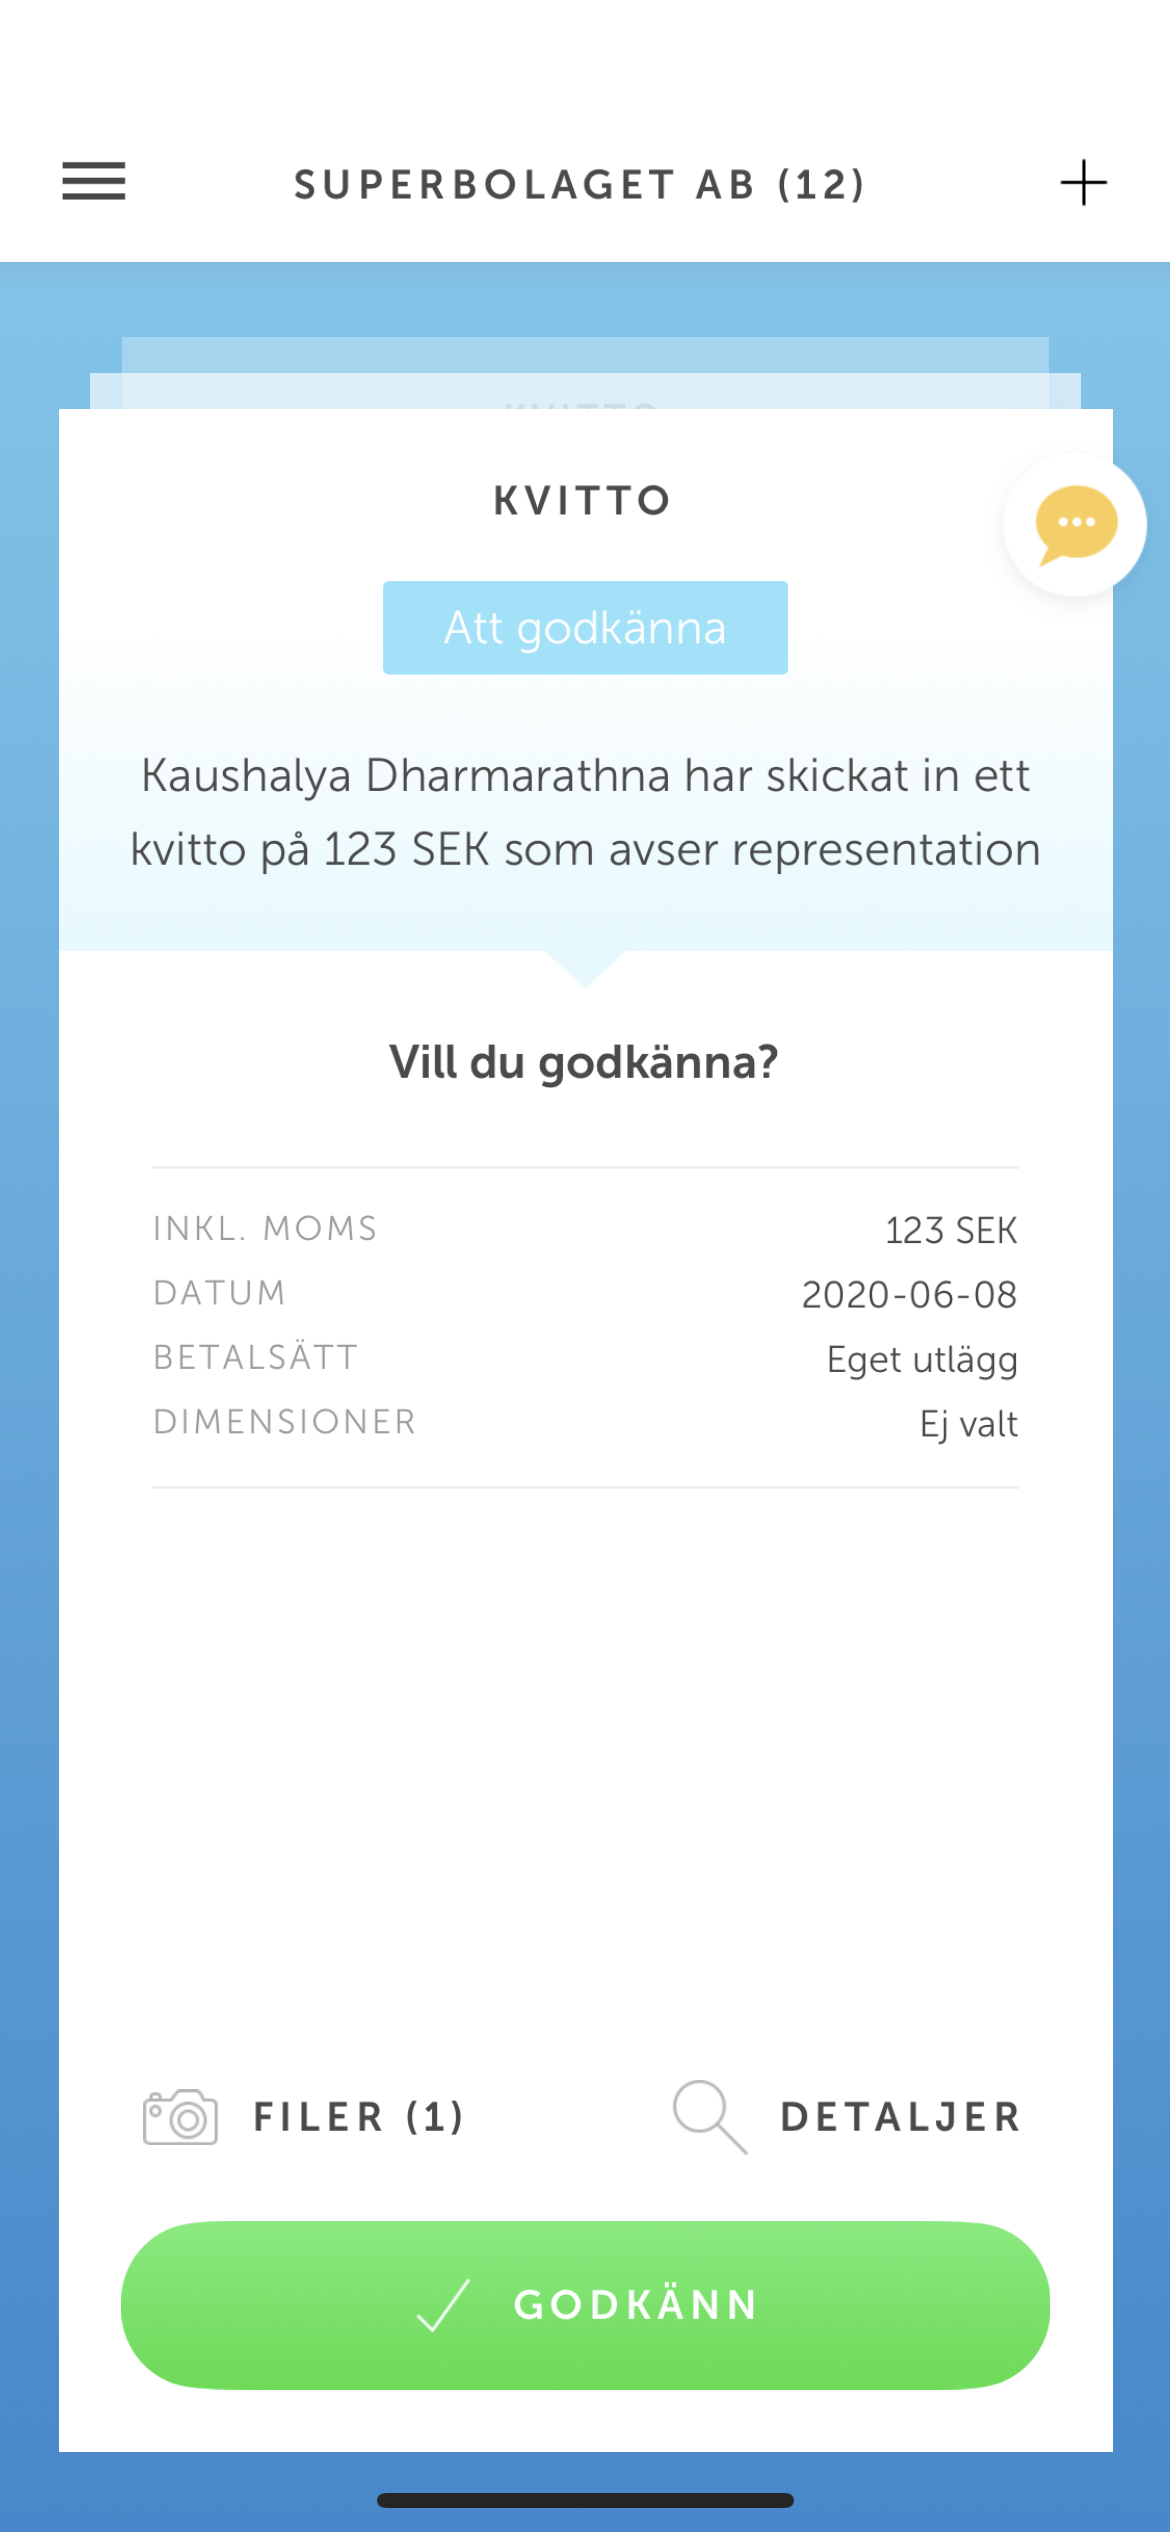 SUPERBOLAGET AB (12)
KVITTO
KVITTO
Att godkänna
Kaushalya Dharmarathna har skickat in ett
kvitto på 123 SEK som avser representation
Vill du godkänna?
INKL. MOMS 123 SEK
DATUM 2020-06-08
BETALSÄTT Eget utlägg
DIMENSIONER Ej valt
FILER (1) DETALJER
GODKÄNN